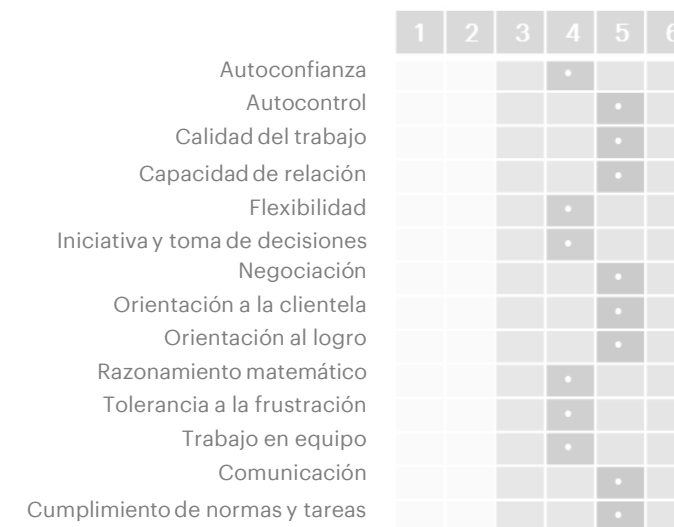 1 2 3 4 5 6
Autoconfianza
Autocontrol
Calidad del trabajo
Capacidad de relación
Flexibilidad
Iniciativa y toma de decisiones
Negociación
Orientación a la clientela
Orientación al logro
Razonamiento matemático
Tolerancia a la frustración
Trabajo en equipo
Comunicación
Cumplimiento de normas y tareas